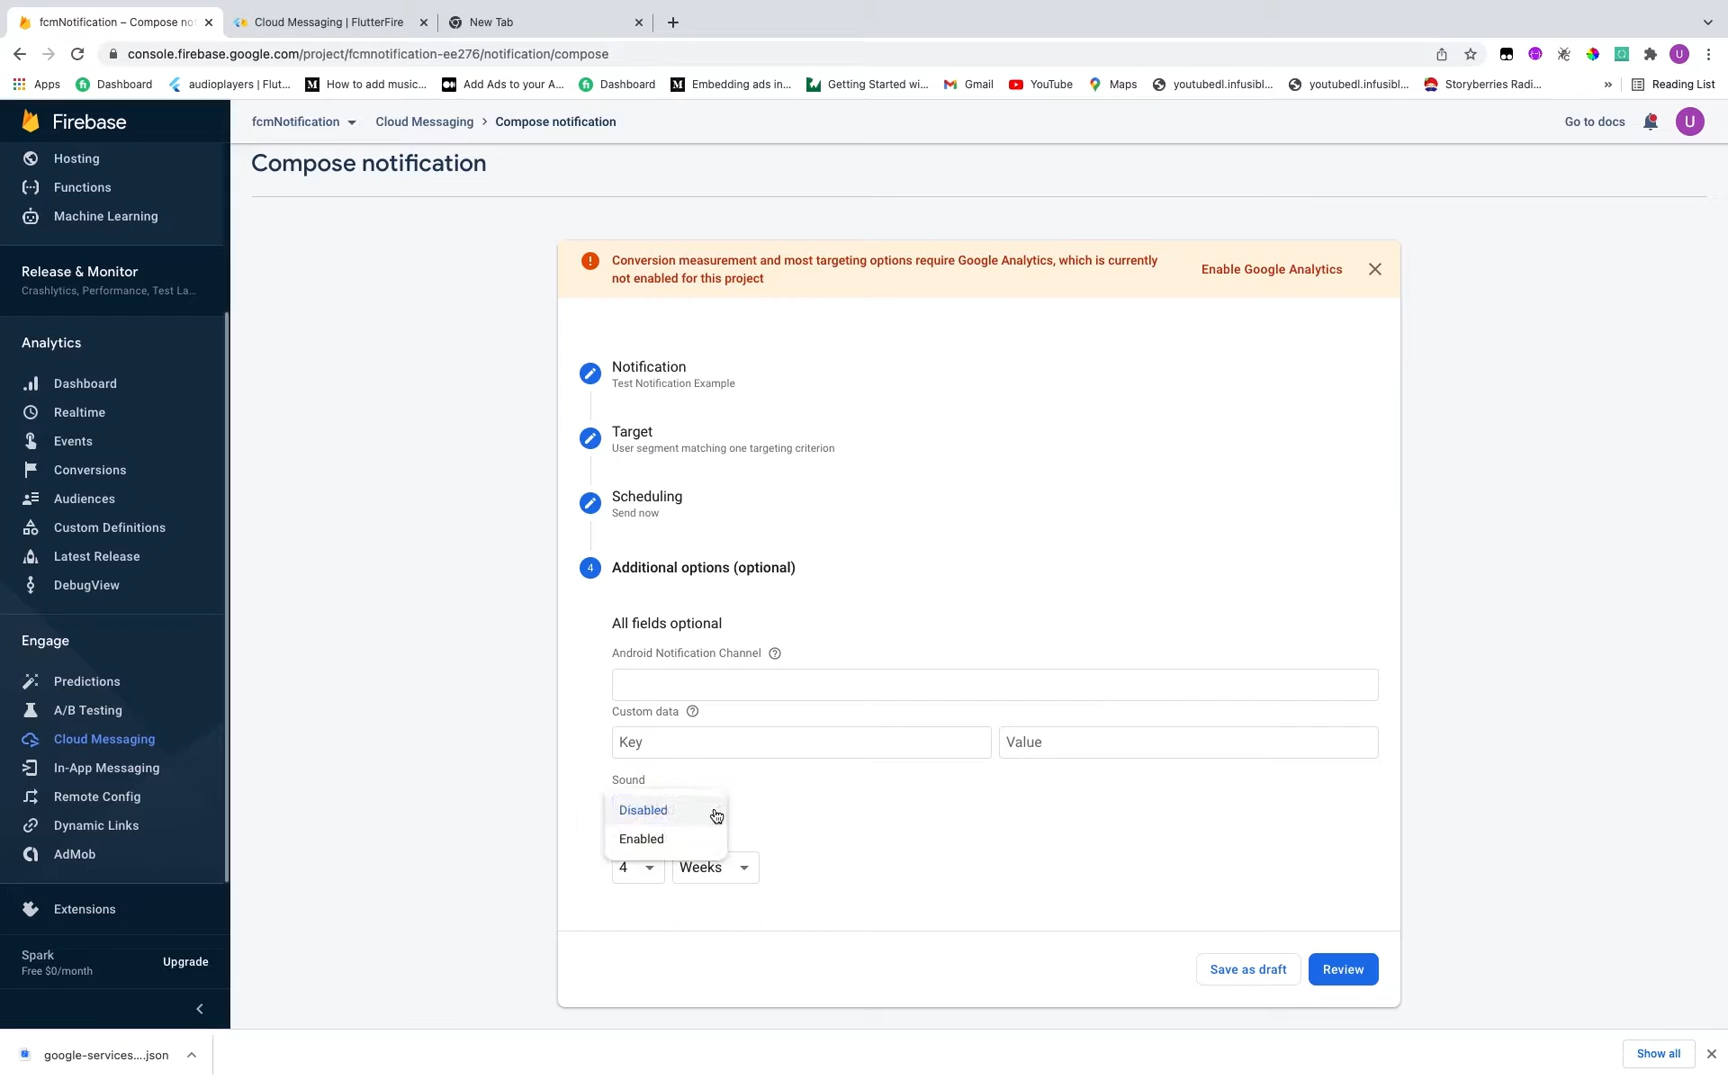 fcmNotification – Compose no
Cloud Messaging | FlutterFire
New Tab
console.firebase.google.com/project/fcmnotification-ee276/notification/compose
U
Apps
Dashboard
audioplayers | Flut...
How to add music...
Add Ads to your A...
Dashboard
Embedding ads in...
Getting Started wi...
Gmail
YouTube
Maps
youtubedl.infusibl...
youtubedl.infusibl...
Storyberries Radi...
»
Reading List
Firebase
fcmNotification
Cloud Messaging > Compose notification
Go to docs
U
Hosting
Functions
Machine Learning
Release & Monitor
Crashlytics, Performance, Test La...
Analytics
Dashboard
Realtime
Events
Conversions
Audiences
Custom Definitions
Latest Release
DebugView
Engage
Predictions
A/B Testing
Cloud Messaging
In-App Messaging
Remote Config
Dynamic Links
AdMob
Extensions
Spark
Free $0/month
Upgrade
Compose notification
Conversion measurement and most targeting options require Google Analytics, which is currently
not enabled for this project
Enable Google Analytics
Notification
Test Notification Example
Target
User segment matching one targeting criterion
Scheduling
Send now
4
Additional options (optional)
All fields optional
Android Notification Channel
Custom data
Key
Value
Sound
Disabled
Enabled
4
Weeks
Save as draft
Review
google-services....json
Show all